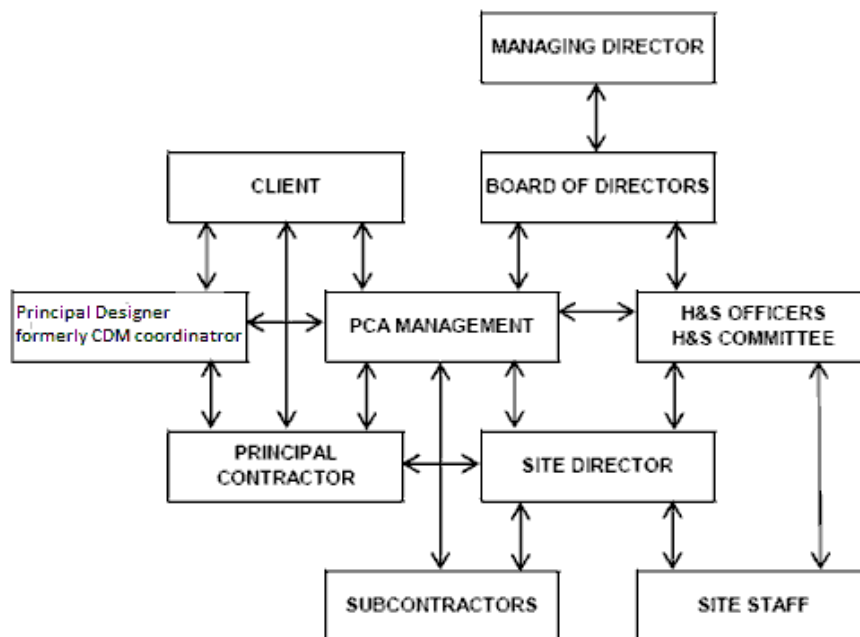 MANAGING DIRECTOR
CLIENT
BOARD OF DIRECTORS
Principal Designer
formerly CDM coordinatror
PCA MANAGEMENT
H&S OFFICERS
H&S COMMITTEE
PRINCIPAL
CONTRACTOR
SITE DIRECTOR
SUBCONTRACTORS
SITE STAFF